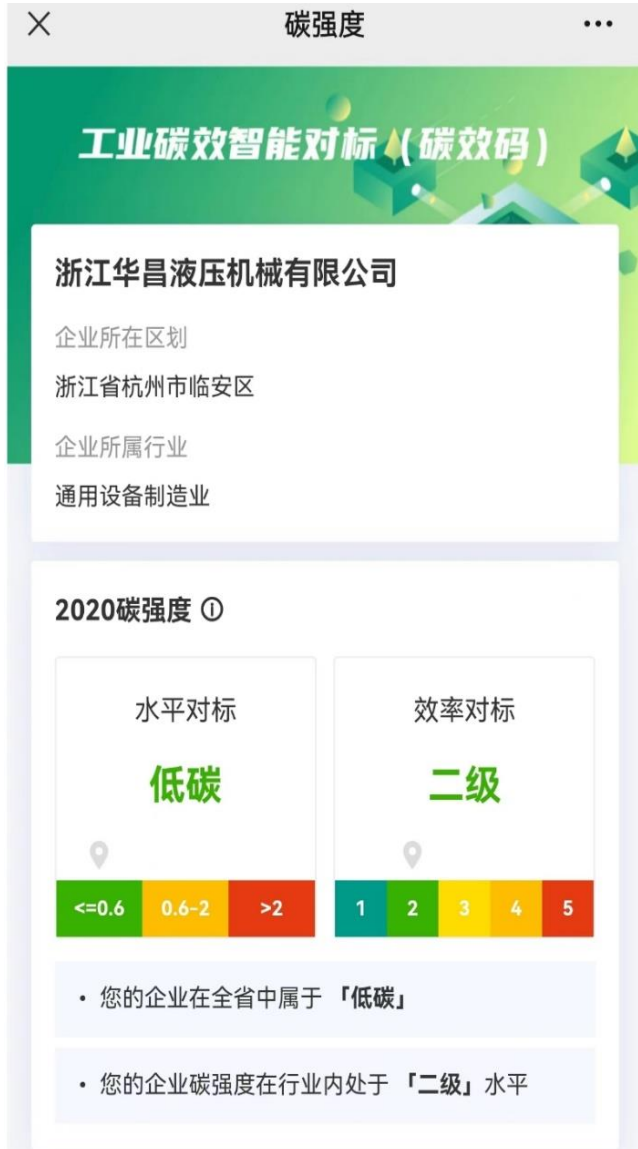 碳强度
工业碳效智能对标（碳效码）
浙江华昌液压机械有限公司
企业所在区划
浙江省杭州市临安区
企业所属行业
通用设备制造业
2020碳强度
水平对标 效率对标
低碳 二级
<=0.6 0.6-2 >2 1 2 3 4 5
• 您的企业在全省中属于「低碳」
• 您的企业碳强度在行业内处于「二级」水平